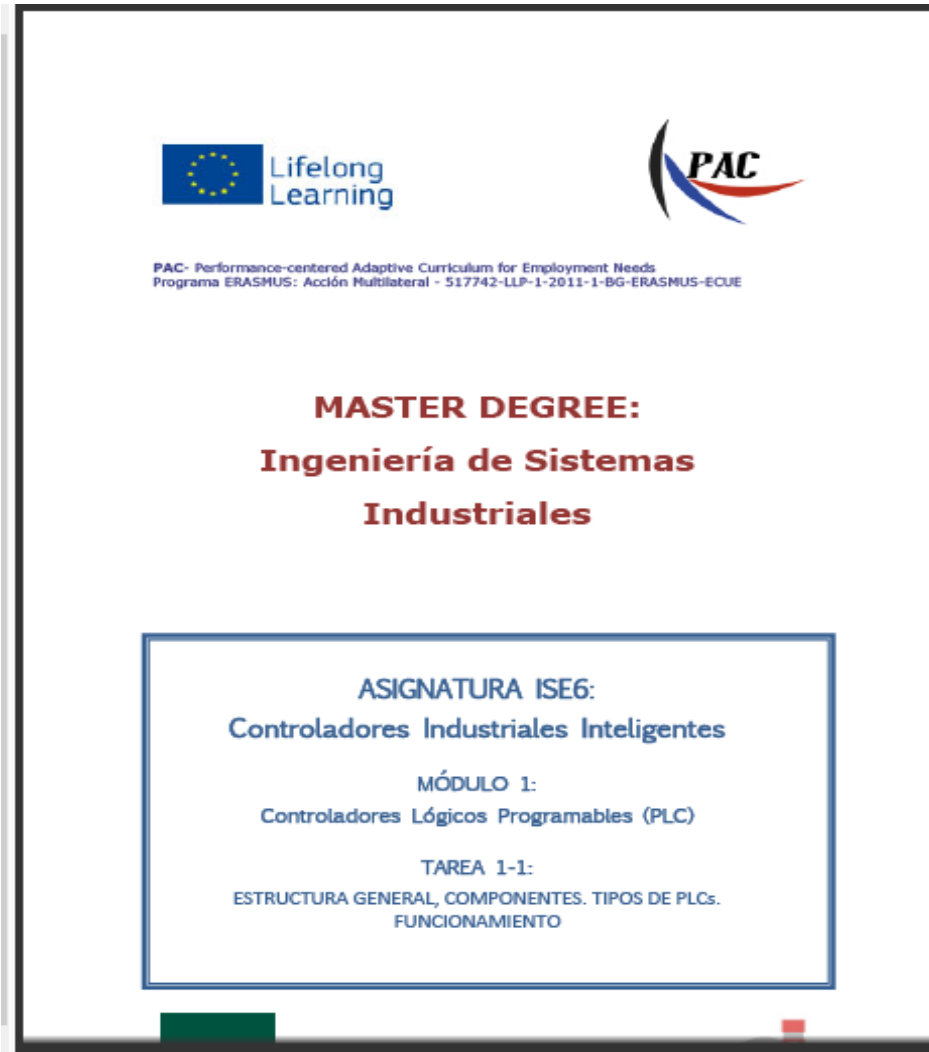 Lifelong
Learning
PAC
PAC- Performance-centered Adaptive Curriculum for Employment Needs
Programa ERASMUS: Acción Multilateral - 517742-LLP-1-2011-1-BG-ERASMUS-ECUE
MASTER DEGREE:
Ingeniería de Sistemas
Industriales
ASIGNATURA ISE6:
Controladores Industriales Inteligentes
MÓDULO 1:
Controladores Lógicos Programables (PLC)
TAREA 1-1:
ESTRUCTURA GENERAL, COMPONENTES. TIPOS DE PLCs.
FUNCIONAMIENTO